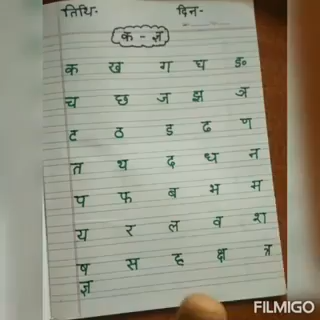 तिथि- दिन-
क - ज्ञ
क ख ग घ ङ
च छ ज झ ञ
ट ठ ड ढ ण
त थ द ध न
प फ ब भ म
य र ल व श
ष स ह क्ष त्र
ज्ञ
FILMIGO